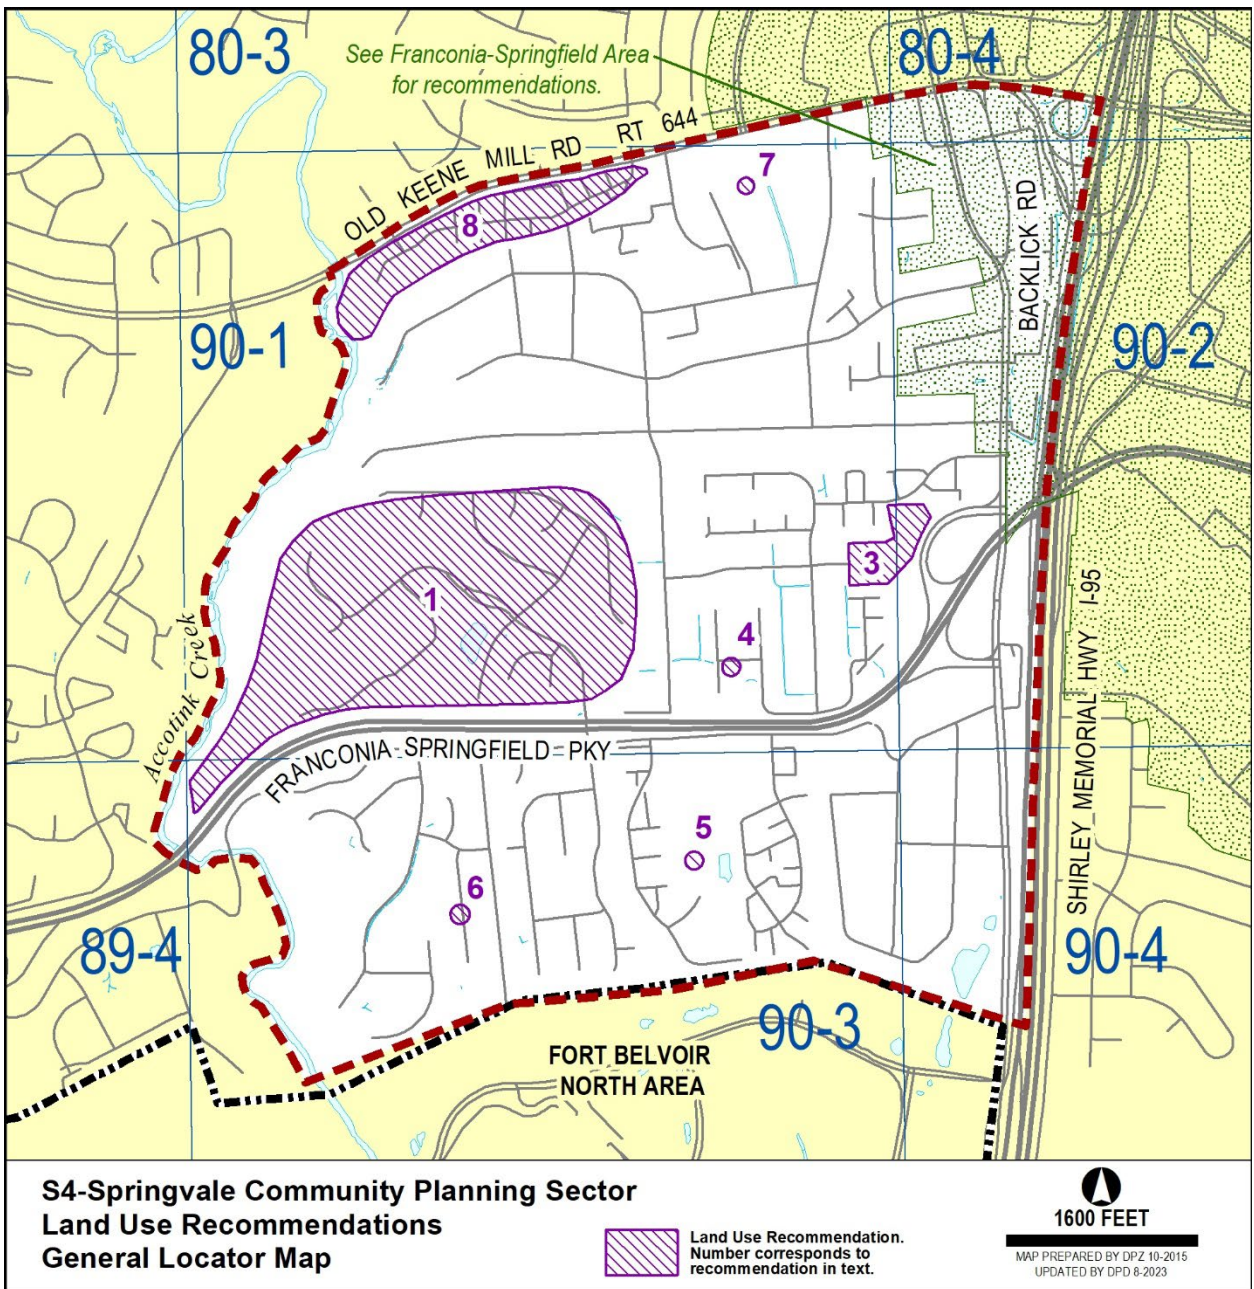 80-3
See Franconia-Springfield Area
for recommendations.
80-4
OLD KEENE MILL RD RT 644
7
8
BACKLICK RD
90-1
90-2
3
1
4
Accotink Creek
SHIRLEY MEMORIAL HWY I-95
FRANCONIA-SPRINGFIELD PKY
5
6
89-4
90-4
90-3
FORT BELVOIR
NORTH AREA
S4-Springvale Community Planning Sector
Land Use Recommendations
General Locator Map
Land Use Recommendation.
Number corresponds to
recommendation in text.
1600 FEET
MAP PREPARED BY DPZ 10-2015
UPDATED BY DPD 8-2023